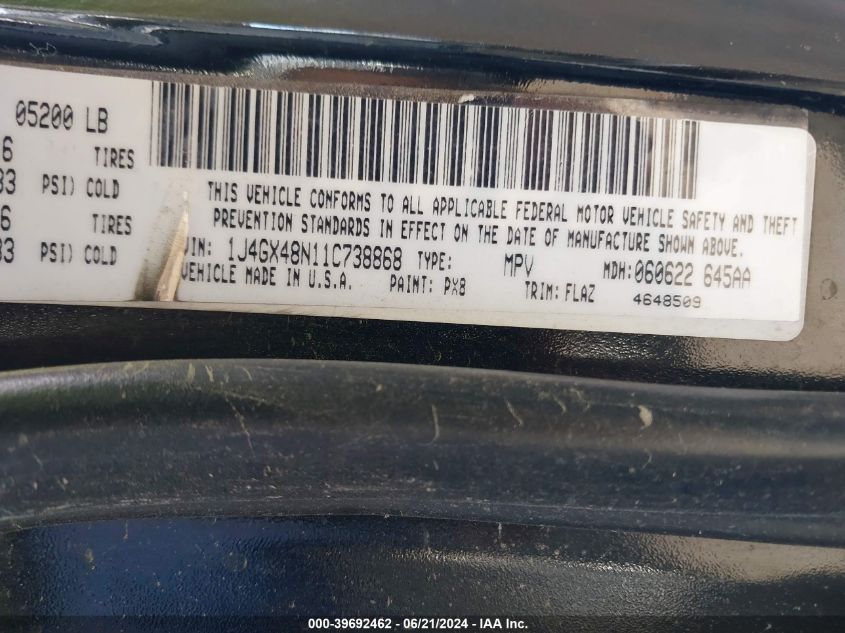 05200 LB
6 TIRES
33 PSI) COLD
6 TIRES
33 PSI) COLD
THIS VEHICLE CONFORMS TO ALL APPLICABLE FEDERAL MOTOR VEHICLE SAFETY AND THEFT
PREVENTION STANDARDS IN EFFECT ON THE DATE OF MANUFACTURE SHOWN ABOVE.
VIN: 1J4GX48N11C738868 TYPE: MPV MDH:060622 645AA
VEHICLE MADE IN U.S.A. PAINT: PX8 TRIM: FLAZ 4648509
000-39692462 - 06/21/2024 - IAA Inc.